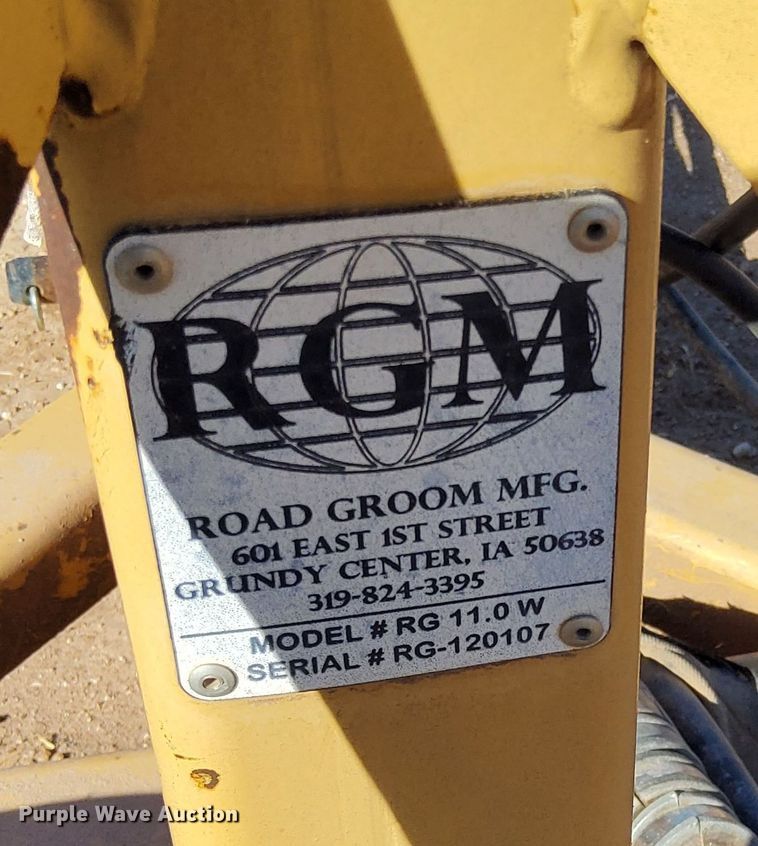 RGM
ROAD GROOM MFG.
601 EAST 1ST STREET
GRUNDY CENTER, IA 50638
319-824-3395
MODEL # RG 11.0 W
SERIAL # RG-120107
Purple Wave Auction